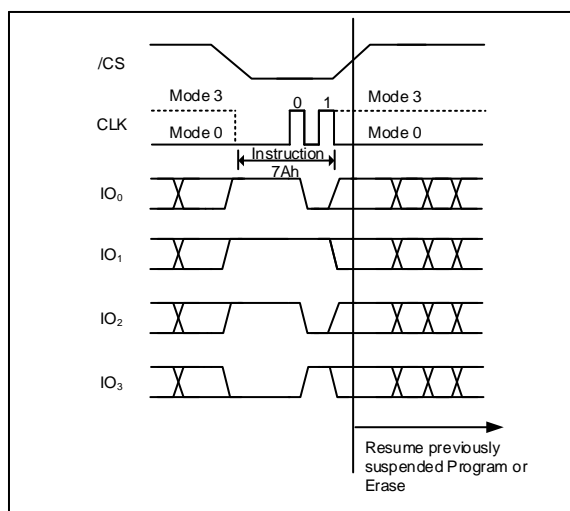 /CS
Mode 3
0
1
Mode 3
CLK
Mode 0
Mode 0
Instruction
7Ah
IO₀
IO₁
IO₂
IO₃
Resume previously
suspended Program or
Erase